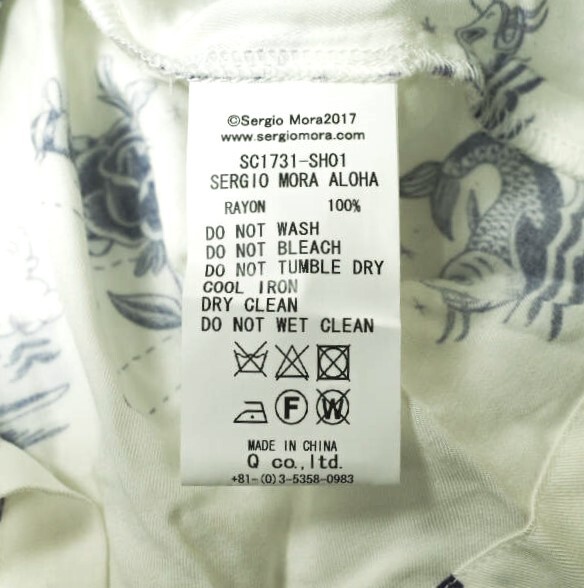 ©Sergio Mora2017
www.sergiomora.com
SC1731-SH01
SERGIO MORA ALOHA
RAYON 100%
DO NOT WASH
DO NOT BLEACH
DO NOT TUMBLE DRY
COOL IRON
DRY CLEAN
DO NOT WET CLEAN
F W
MADE IN CHINA
Q co.,ltd.
+81-(0)3-5358-0983